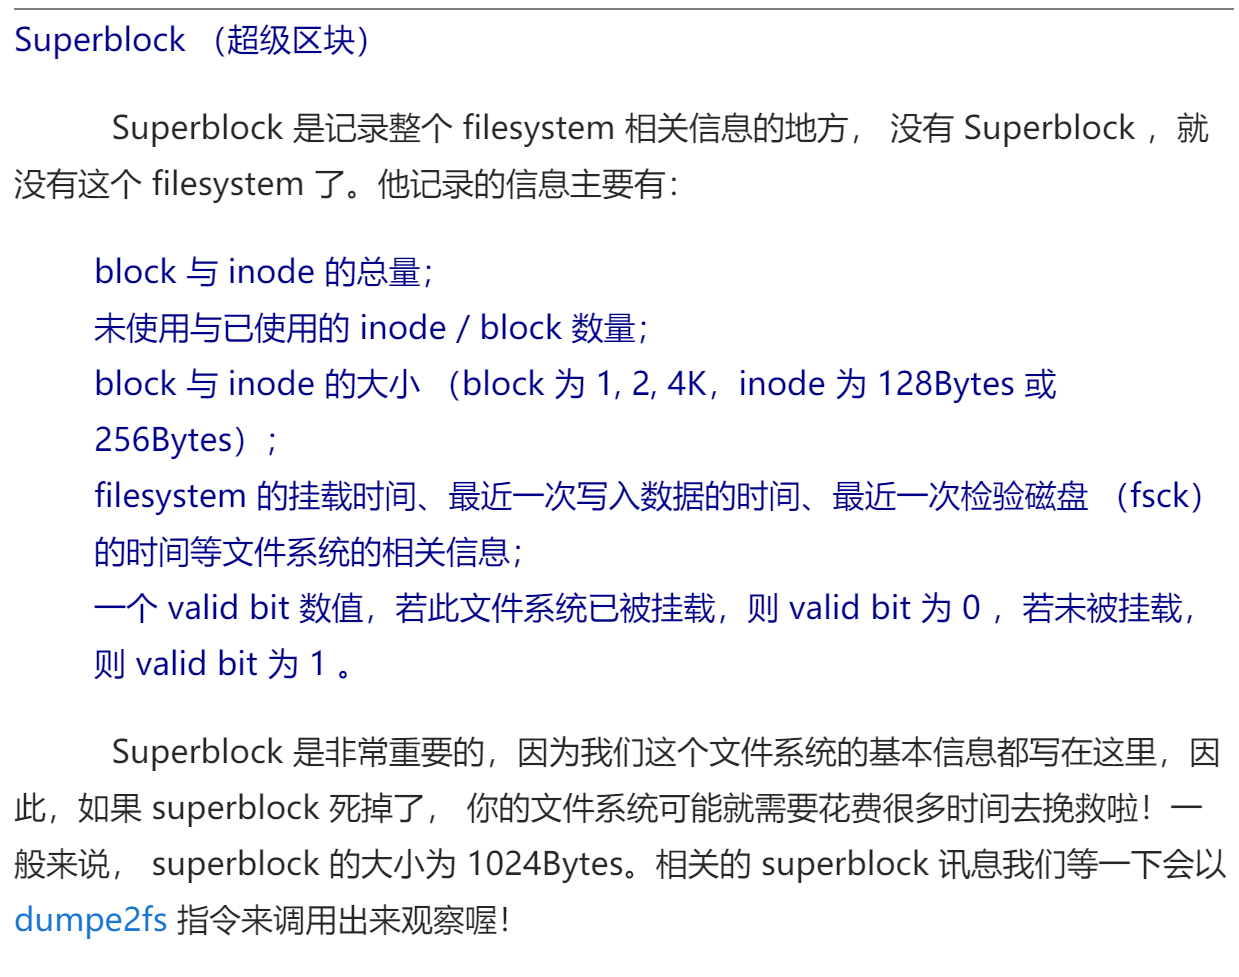 Superblock （超级区块）
Superblock 是记录整个 filesystem 相关信息的地方， 没有 Superblock ，就
没有这个 filesystem 了。他记录的信息主要有：
block 与 inode 的总量；
未使用与已使用的 inode / block 数量；
block 与 inode 的大小 （block 为 1, 2, 4K，inode 为 128Bytes 或
256Bytes）；
filesystem 的挂载时间、最近一次写入数据的时间、最近一次检验磁盘 （fsck）
的时间等文件系统的相关信息；
一个 valid bit 数值，若此文件系统已被挂载，则 valid bit 为 0 ，若未被挂载，
则 valid bit 为 1 。
Superblock 是非常重要的，因为我们这个文件系统的基本信息都写在这里，因
此，如果 superblock 死掉了， 你的文件系统可能就需要花费很多时间去挽救啦！一
般来说， superblock 的大小为 1024Bytes。相关的 superblock 讯息我们等一下会以
dumpe2fs 指令来调用出来观察喔！